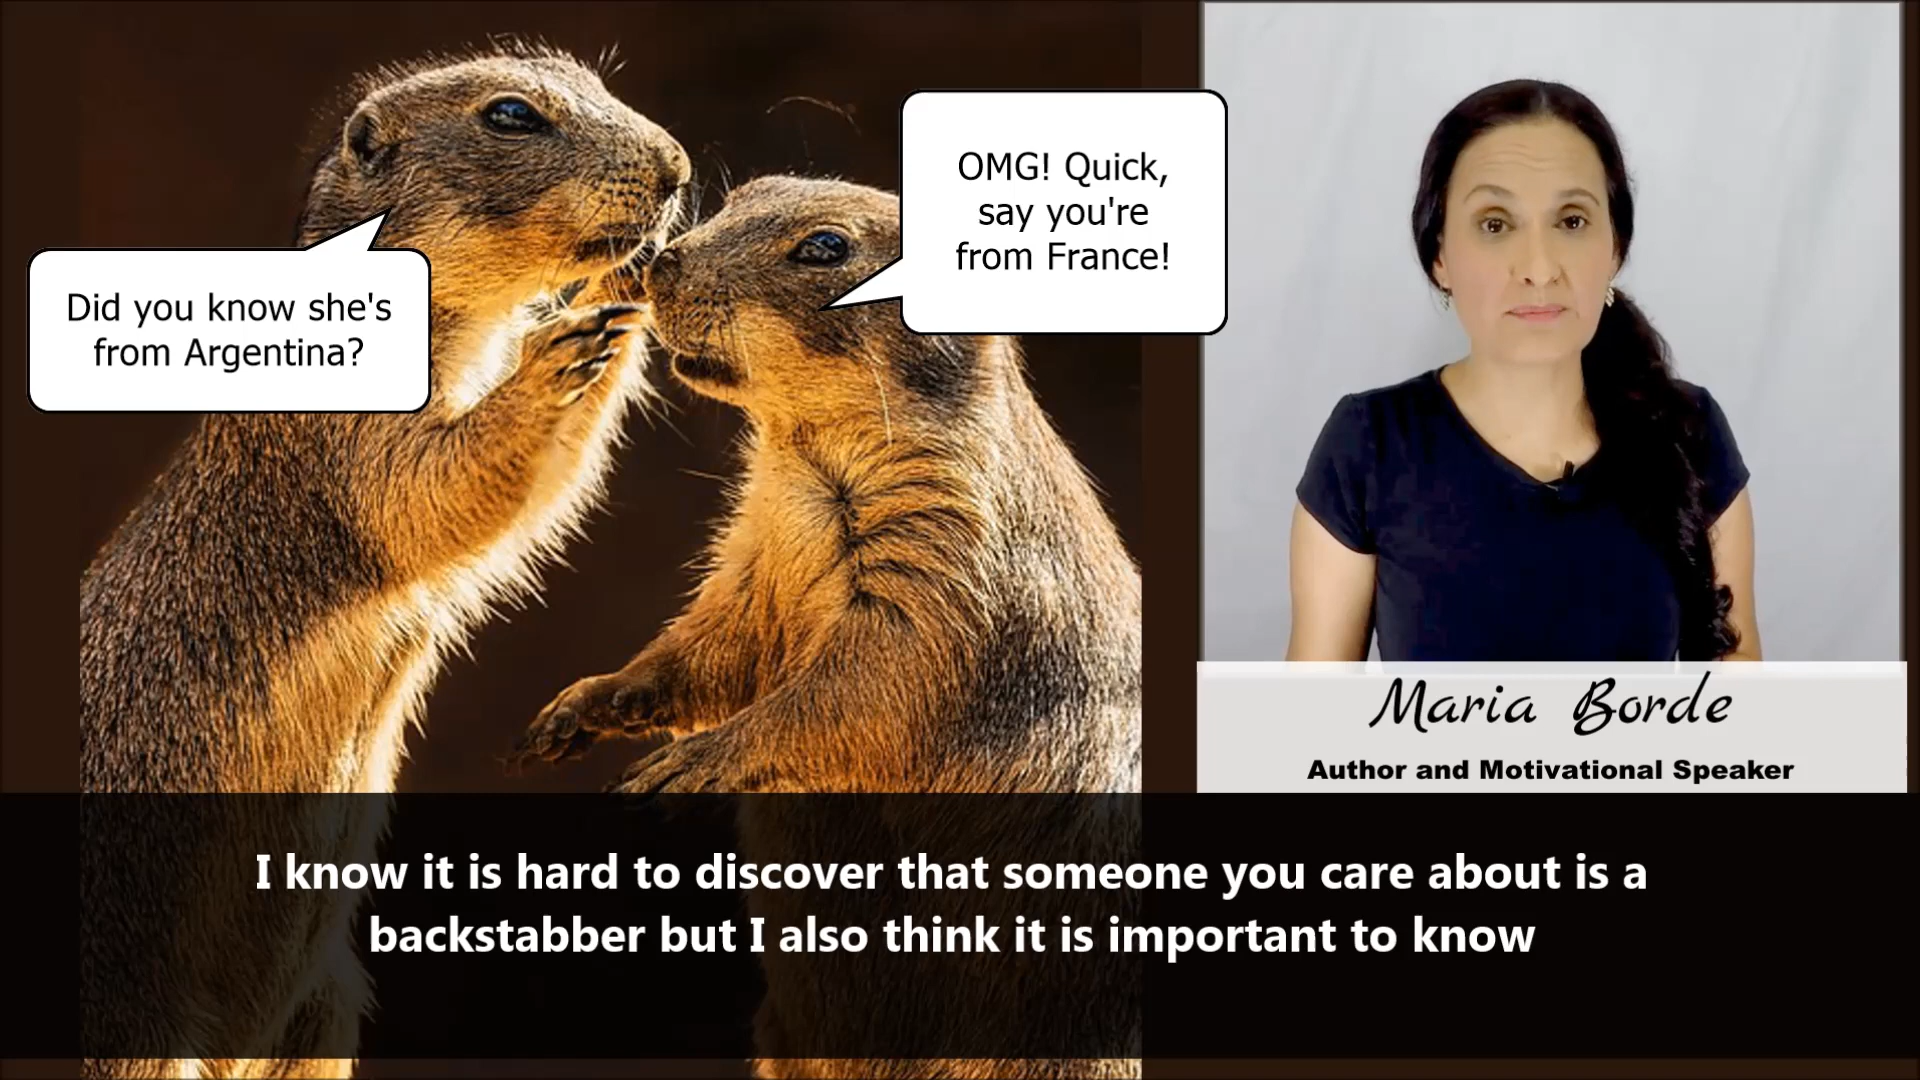 Did you know she's
from Argentina?
OMG! Quick,
say you're
from France!
Maria Borde
Author and Motivational Speaker
I know it is hard to discover that someone you care about is a
backstabber but I also think it is important to know